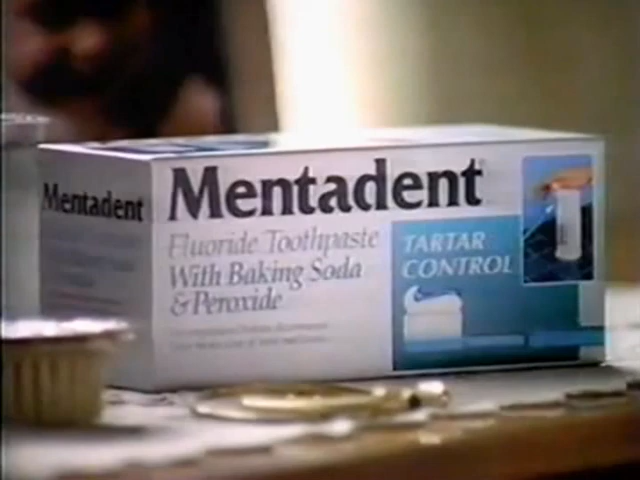 Mentadent
Mentadent
Fluoride Toothpaste
With Baking Soda
& Peroxide
TARTAR
CONTROL